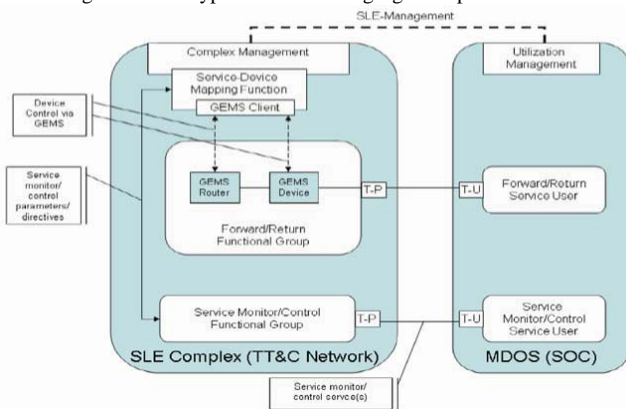 SLE-Management
Complex Management
Utilization
Management
Service-Device
Mapping Function
GEMS Client
Device
Control via
GEMS
Service
monitor/
control
parameters/
directives
GEMS
Router
GEMS
Device
T-P
T-U
Forward/Return
Service User
Forward/Return
Functional Group
Service Monitor/Control
Functional Group
T-P
T-U
Service
Monitor/Control
Service User
SLE Complex (TT&C Network)
MDOS (SOC)
Service monitor/
control servce(s)